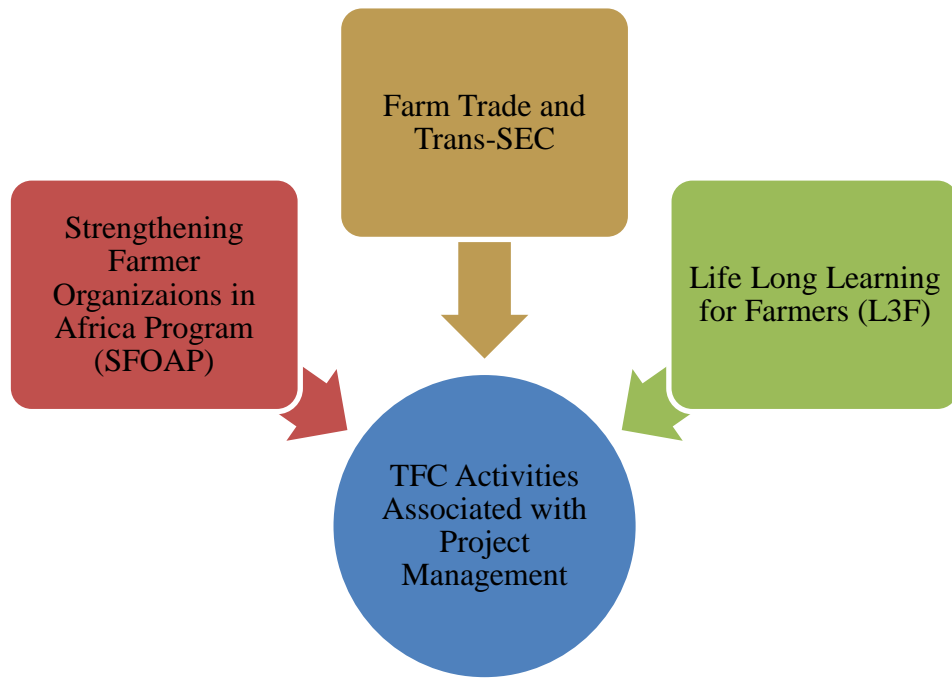 Farm Trade and
Trans-SEC
Strengthening
Farmer
Organizaions in
Africa Program
(SFOAP)
Life Long Learning
for Farmers (L3F)
TFC Activities
Associated with
Project
Management